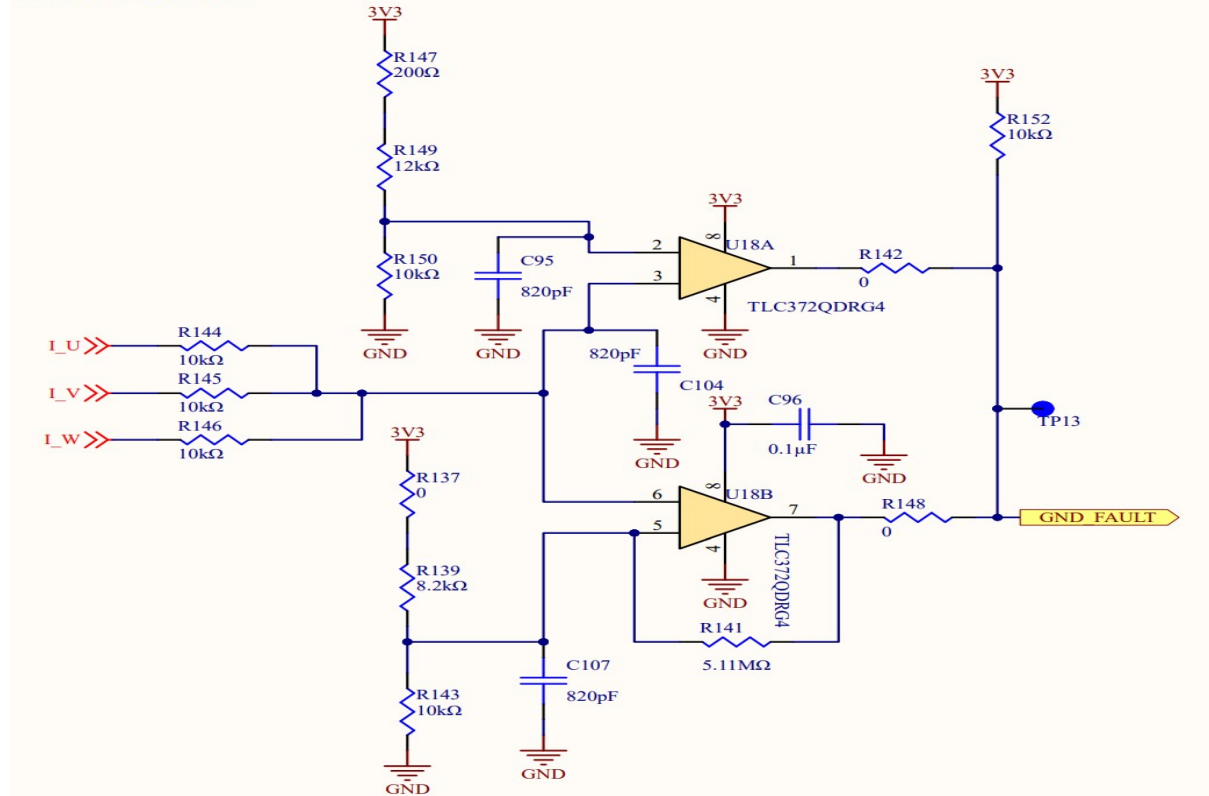 3V3
R147
200Ω
R149
12kΩ
R150
10kΩ
GND
C95
820pF
GND
2
3
3V3
8
U18A
1
4
TLC372QDRG4
GND
R142
0
3V3
R152
10kΩ
I_U
R144
10kΩ
I_V
R145
10kΩ
I_W
R146
10kΩ
820pF
C104
GND
3V3
C96
0.1µF
GND
TP13
3V3
R137
0
R139
8.2kΩ
R143
10kΩ
GND
6
5
8
U18B
7
4
TLC372QDRG4
GND
R148
0
GND_FAULT
R141
5.11MΩ
C107
820pF
GND